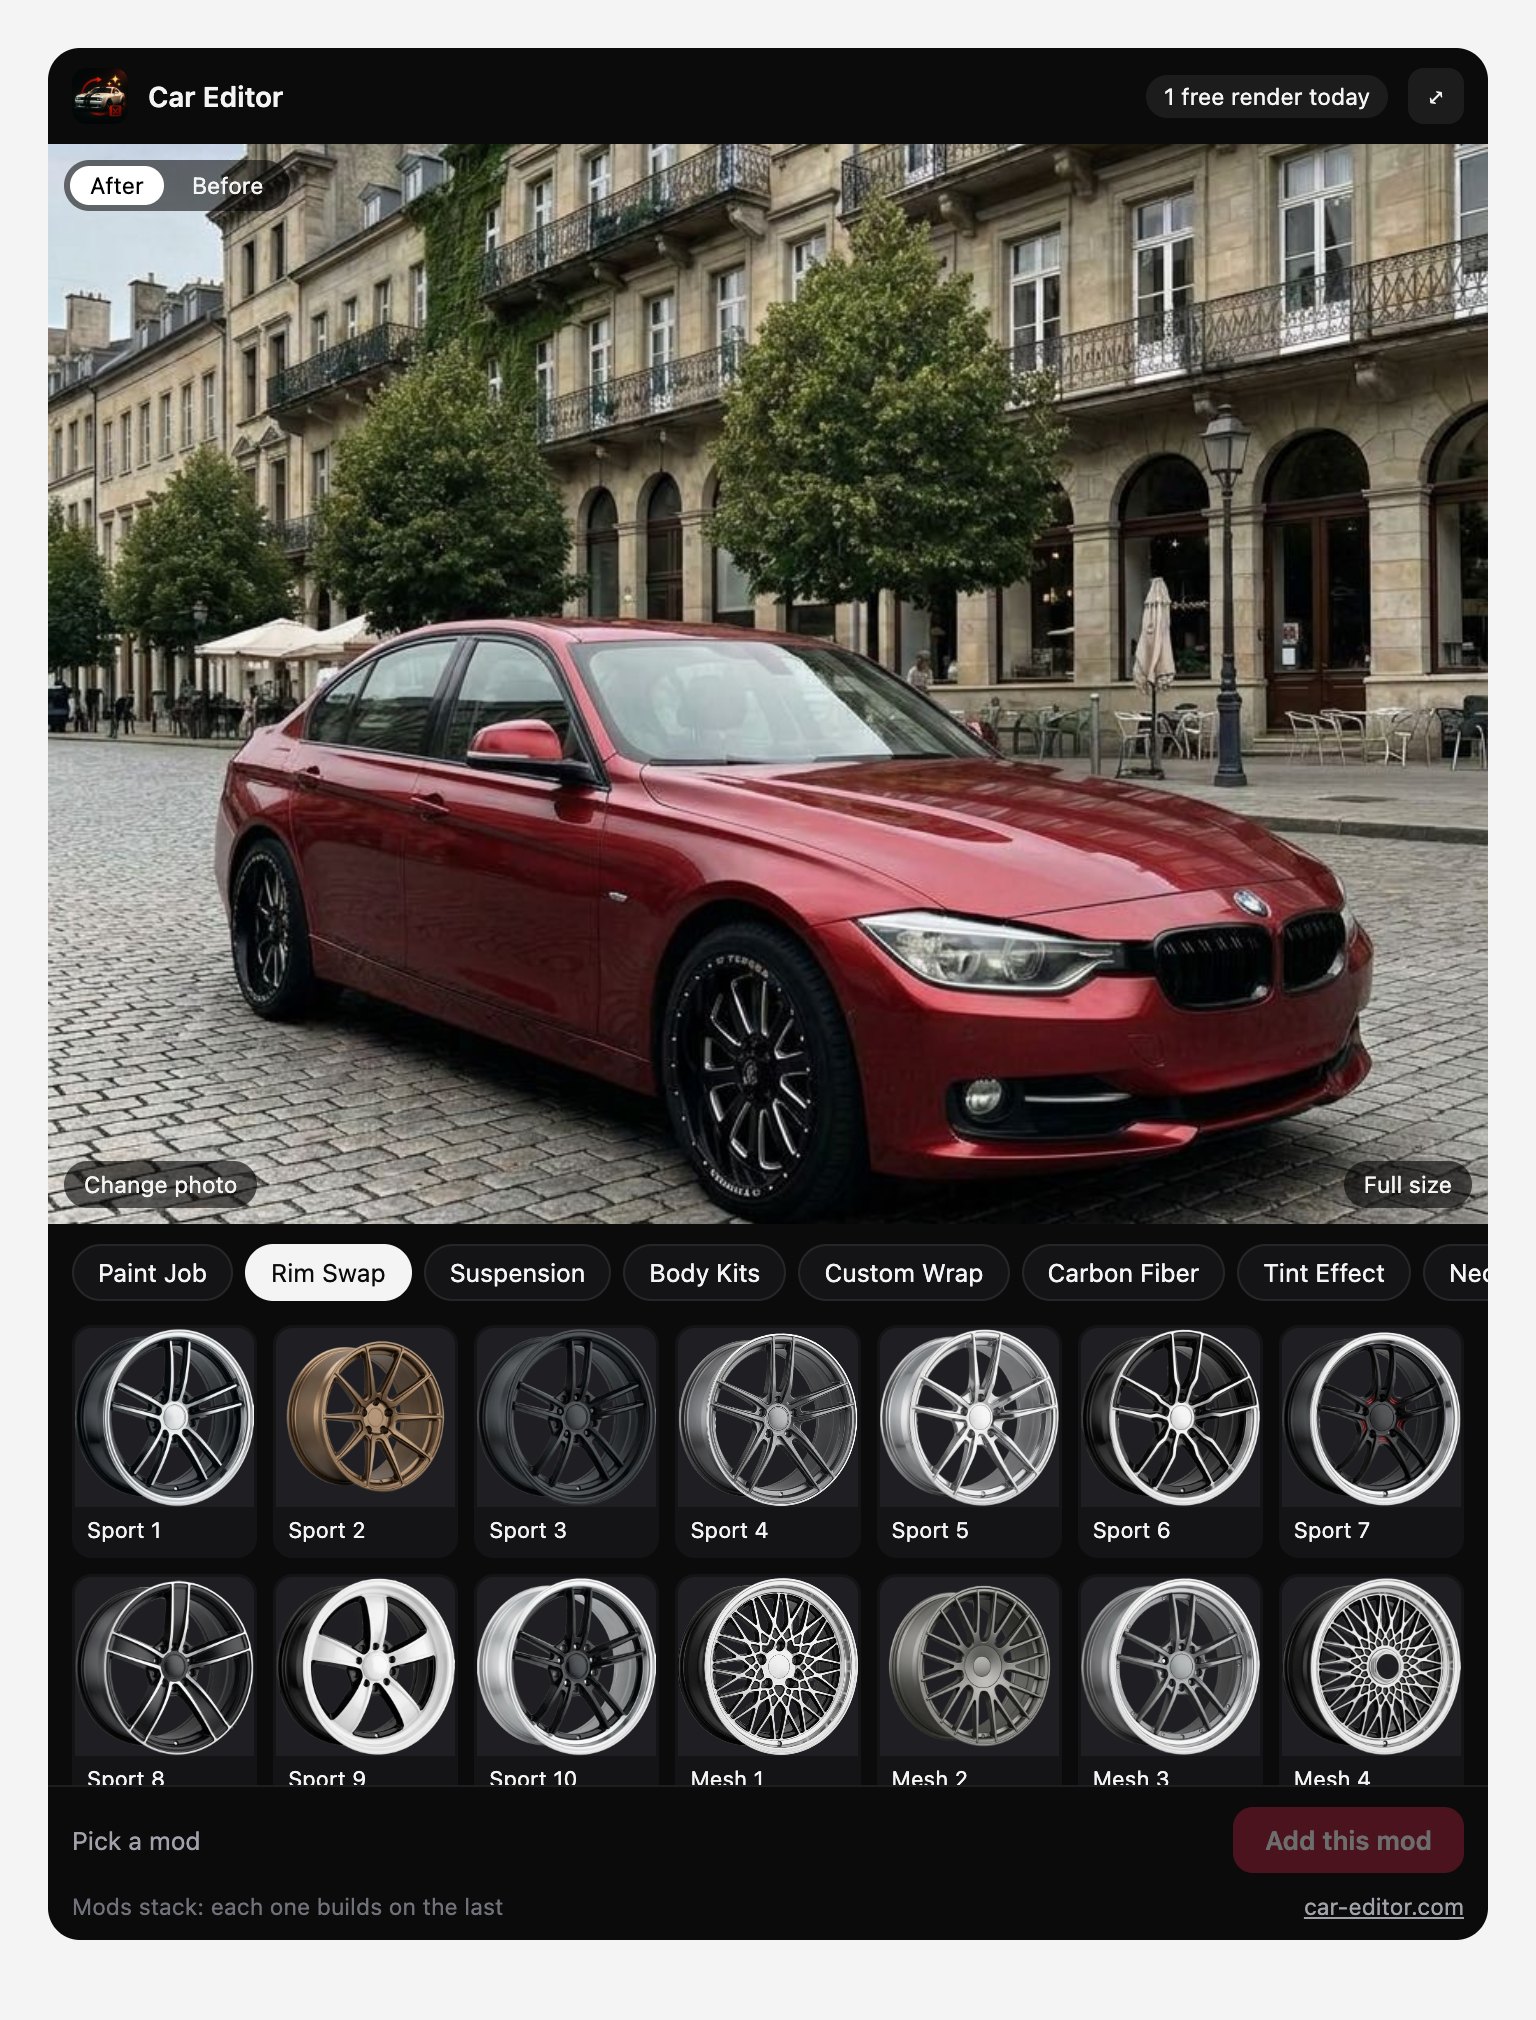 Car Editor
1 free render today
After
Before
Change photo
Full size
Paint Job
Rim Swap
Suspension
Body Kits
Custom Wrap
Carbon Fiber
Tint Effect
Sport 1
Sport 2
Sport 3
Sport 4
Sport 5
Sport 6
Sport 7
Sport 8
Sport 9
Sport 10
Mesh 1
Mesh 2
Mesh 3
Mesh 4
Pick a mod
Add this mod
Mods stack: each one builds on the last
car-editor.com